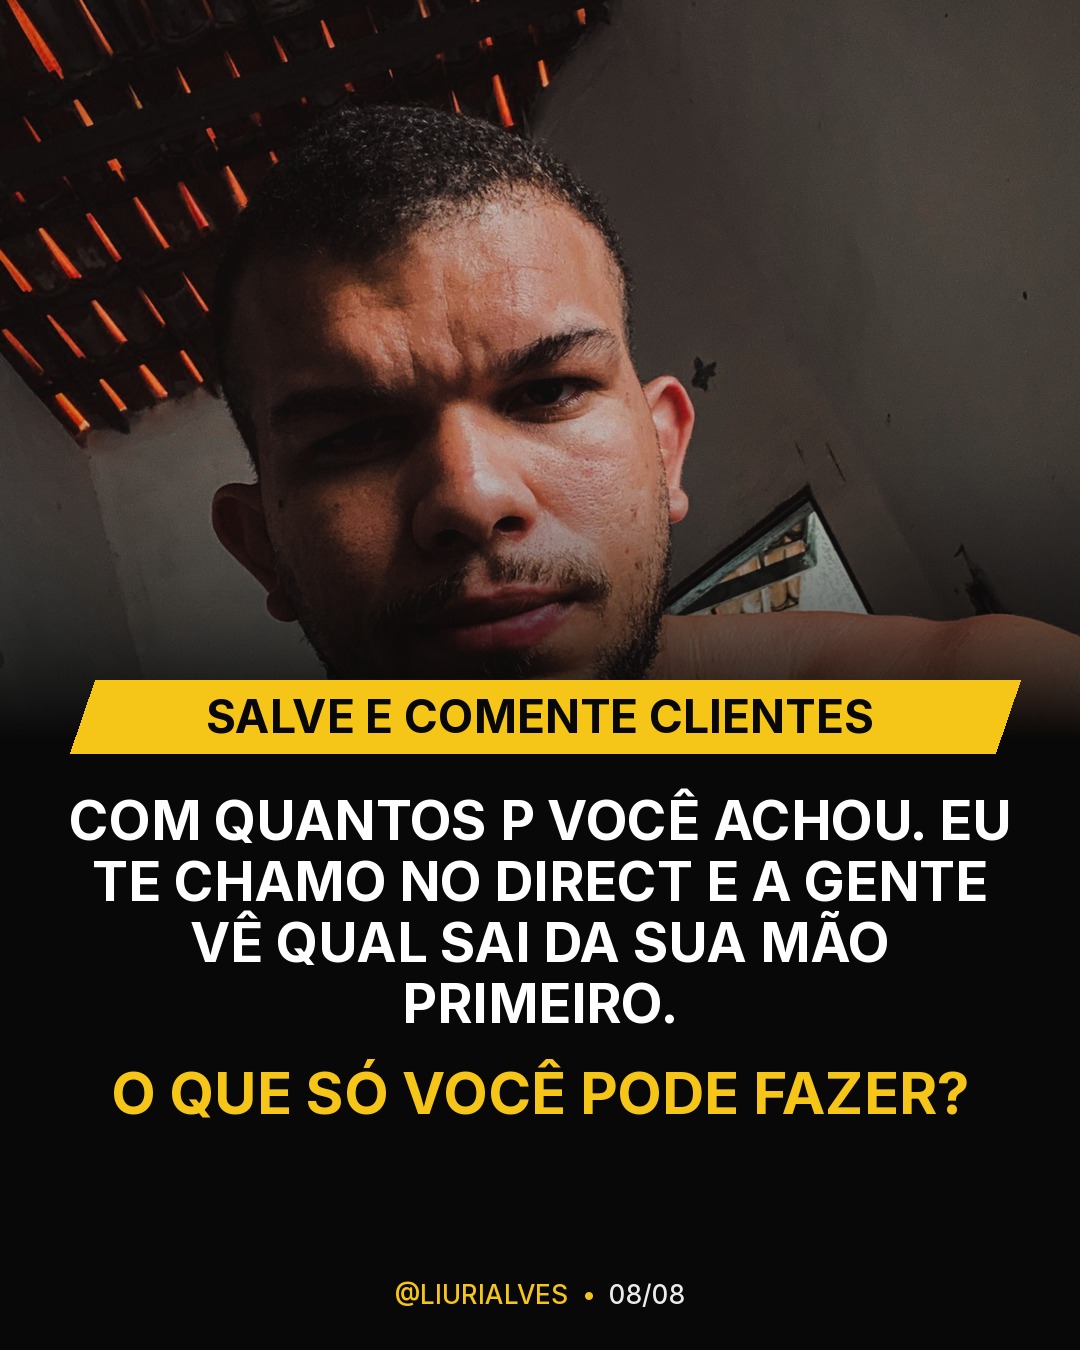 SALVE E COMENTE CLIENTES
COM QUANTOS P VOCÊ ACHOU. EU
TE CHAMO NO DIRECT E A GENTE
VÊ QUAL SAI DA SUA MÃO
PRIMEIRO.
O QUE SÓ VOCÊ PODE FAZER?
@LIURIALVES • 08/08